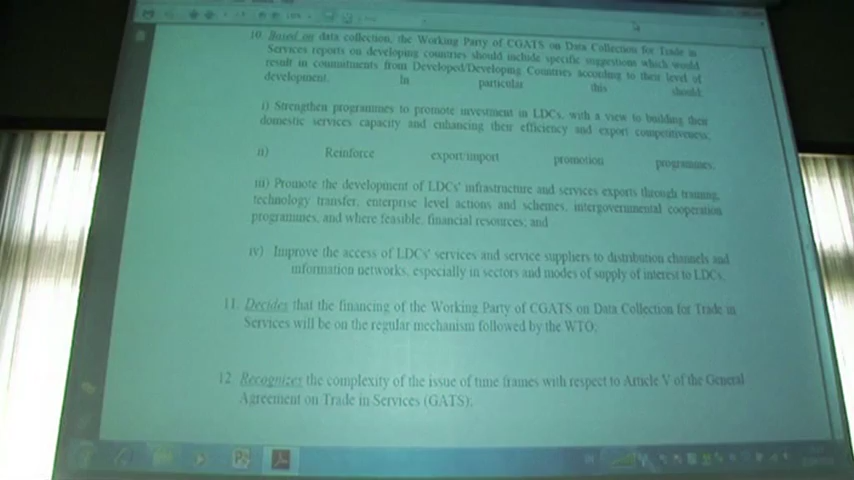 10. Based on data collection, the Working Party of CGATS on Data Collection for Trade in
Services reports on developing countries should include specific suggestions which would
result in commitments from Developed/Developing Countries according to their level of
development. In particular this should:
i) Strengthen programmes to promote investment in LDCs, with a view to building their
domestic services capacity and enhancing their efficiency and export competitiveness;
ii) Reinforce export/import promotion programmes;
iii) Promote the development of LDCs' infrastructure and services exports through training,
technology transfer, enterprise level actions and schemes, intergovernmental cooperation
programmes, and where feasible, financial resources; and
iv) Improve the access of LDCs' services and service suppliers to distribution channels and
information networks, especially in sectors and modes of supply of interest to LDCs.
11. Decides that the financing of the Working Party of CGATS on Data Collection for Trade in
Services will be on the regular mechanism followed by the WTO;
12. Recognizes the complexity of the issue of time frames with respect to Article V of the General
Agreement on Trade in Services (GATS);